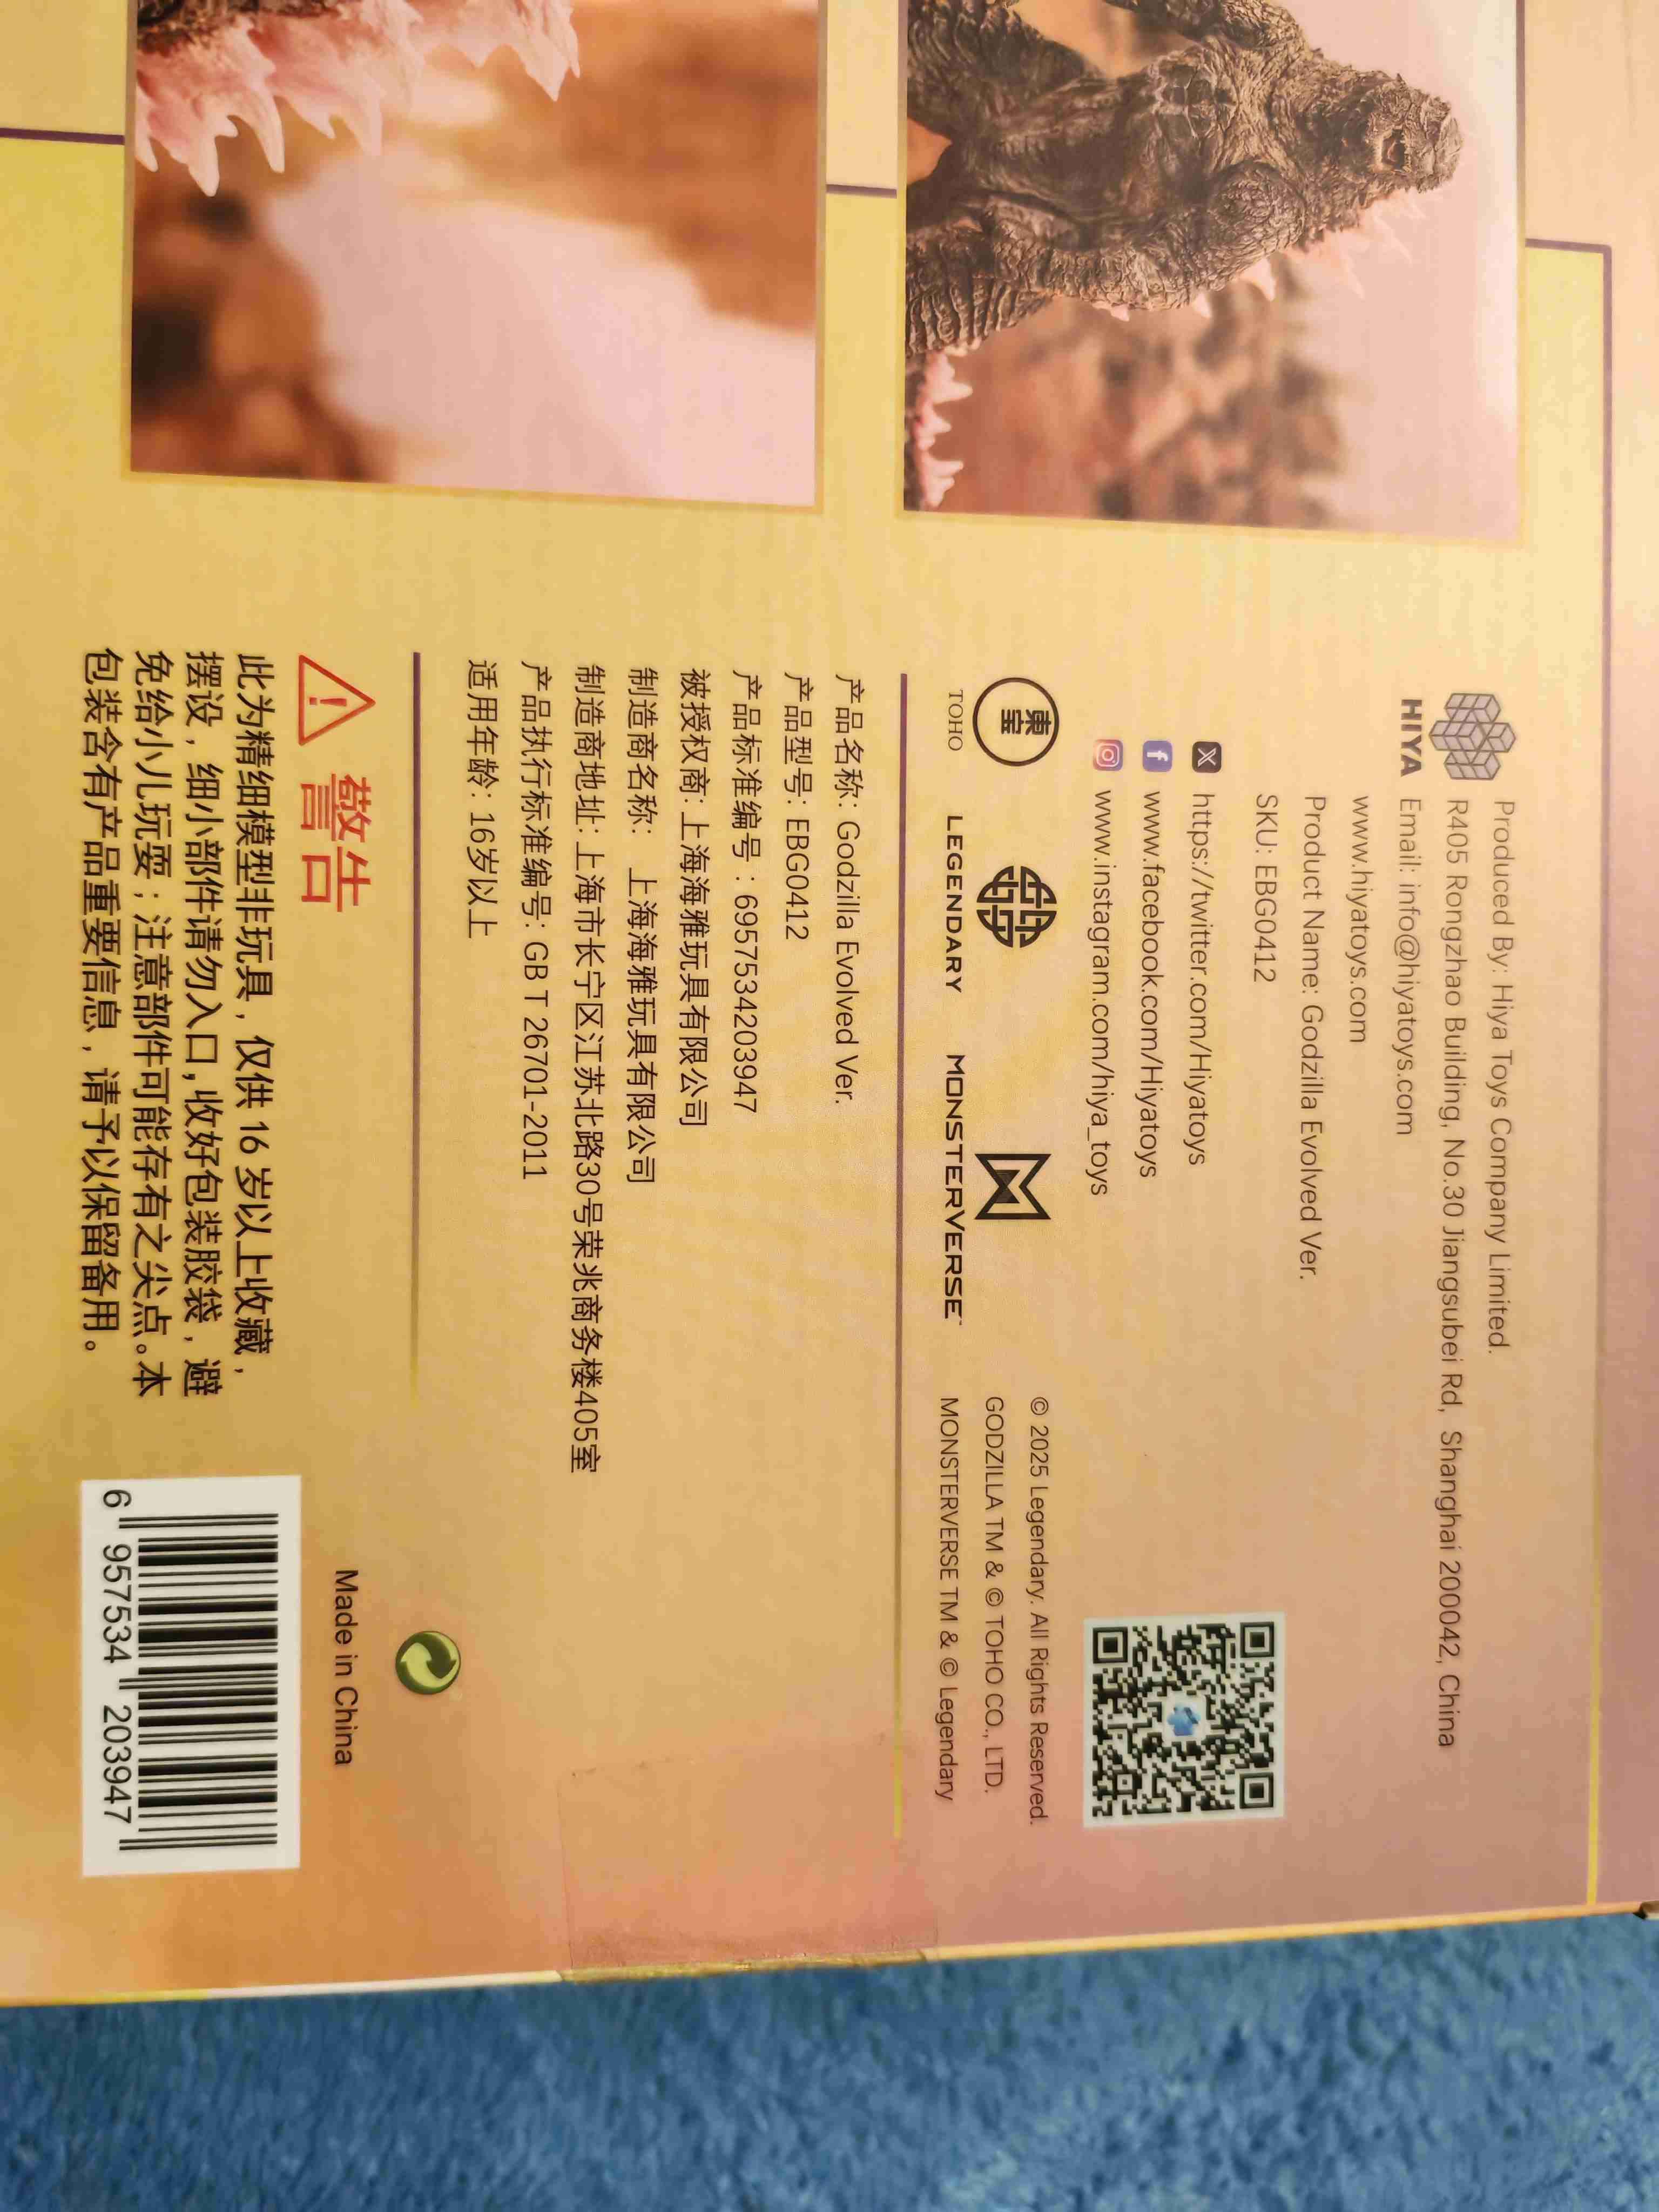 HIYA
Produced By: Hiya Toys Company Limited.
R405 Rongzhao Building, No.30 Jiangsubei Rd, Shanghai 200042, China
Email: info@hiyatoys.com
www.hiyatoys.com
Product Name: Godzilla Evolved Ver.
SKU: EBG0412
https://twitter.com/Hiyatoys
www.facebook.com/Hiyatoys
www.instagram.com/hiya_toys
東宝
TOHO
LEGENDARY
MONSTERVERSE™
© 2025 Legendary. All Rights Reserved.
GODZILLA TM & © TOHO CO., LTD.
MONSTERVERSE TM & © Legendary
产品名称: Godzilla Evolved Ver.
产品型号: EBG0412
产品标准编号：6957534203947
被授权商: 上海海雅玩具有限公司
制造商名称: 上海海雅玩具有限公司
制造商地址: 上海市长宁区江苏北路30号荣兆商务楼405室
产品执行标准编号: GB T 26701-2011
适用年龄: 16岁以上
警告
此为精细模型非玩具，仅供 16 岁以上收藏，
摆设，细小部件请勿入口,收好包装胶袋，避
免给小儿玩耍；注意部件可能存有之尖点。本
包装含有产品重要信息，请予以保留备用。
Made in China
6 957534 203947